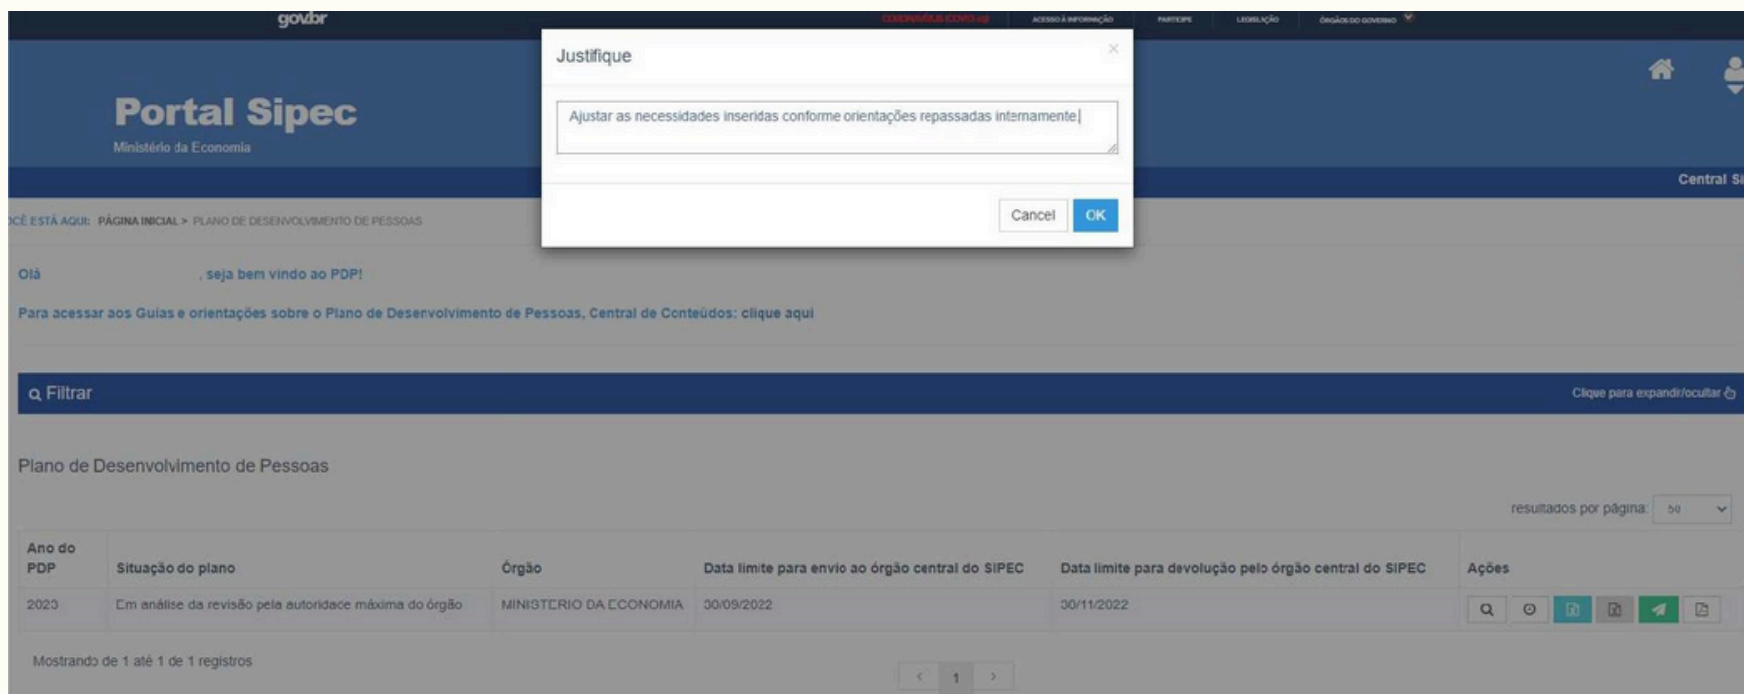 gov.br
CORONAVÍRUS (COVID-19) ACESSO À INFORMAÇÃO PARTICIPE LEGISLAÇÃO ÓRGÃOS DO GOVERNO
Justifique ×
Ajustar as necessidades inseridas conforme orientações repassadas internamente.
Portal Sipec
Ministério da Economia
Cancel OK
Central Si
OCÊ ESTÁ AQUI: PÁGINA INICIAL > PLANO DE DESENVOLVIMENTO DE PESSOAS
Olá , seja bem vindo ao PDP!
Para acessar aos Guias e orientações sobre o Plano de Desenvolvimento de Pessoas, Central de Conteúdos: clique aqui
Filtrar Clique para expandir/ocultar
Plano de Desenvolvimento de Pessoas
resultados por página: 50
Ano do PDP Situação do plano Órgão Data limite para envio ao órgão central do SIPEC Data limite para devolução pelo órgão central do SIPEC Ações
2023 Em análise da revisão pela autoridade máxima do órgão MINISTERIO DA ECONOMIA 30/09/2022 30/11/2022
Mostrando de 1 até 1 de 1 registros
< 1 >